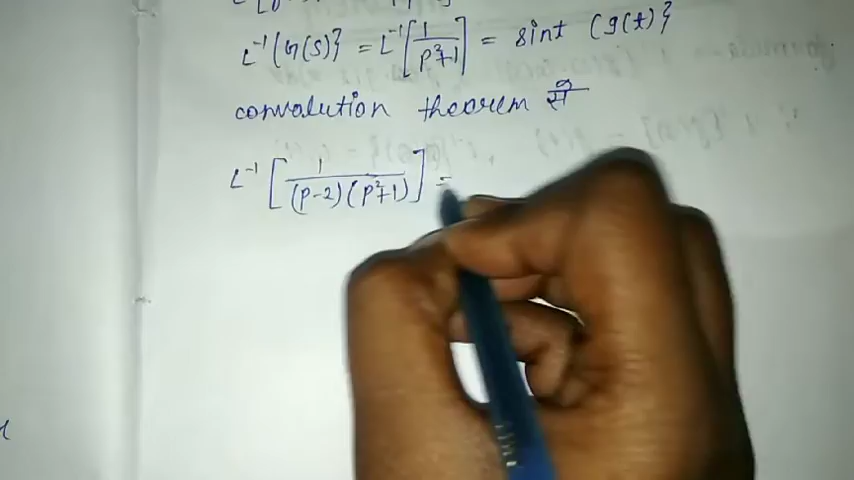 L⁻¹{G(s)} = L⁻¹[1/(p²+1)] = sint {g(t)}
convolution theorem से
L⁻¹ [1/((p-2)(p²+1))] =